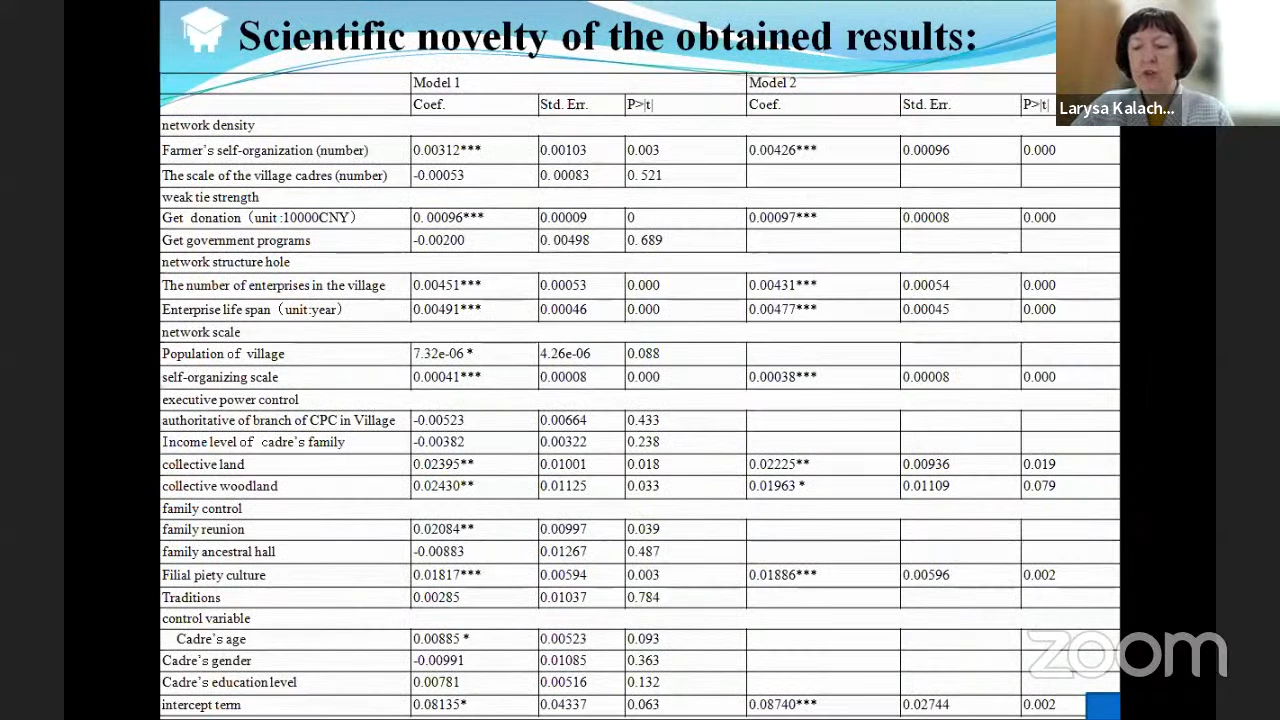 Scientific novelty of the obtained results:
Larysa Kalach...
Model 1 Model 2
Coef. Std. Err. P>|t| Coef. Std. Err. P>|t|
network density
Farmer's self-organization (number) 0.00312*** 0.00103 0.003 0.00426*** 0.00096 0.000
The scale of the village cadres (number) -0.00053 0. 00083 0. 521
weak tie strength
Get donation（unit :10000CNY） 0. 00096*** 0.00009 0 0.00097*** 0.00008 0.000
Get government programs -0.00200 0. 00498 0. 689
network structure hole
The number of enterprises in the village 0.00451*** 0.00053 0.000 0.00431*** 0.00054 0.000
Enterprise life span（unit:year） 0.00491*** 0.00046 0.000 0.00477*** 0.00045 0.000
network scale
Population of village 7.32e-06 * 4.26e-06 0.088
self-organizing scale 0.00041*** 0.00008 0.000 0.00038*** 0.00008 0.000
executive power control
authoritative of branch of CPC in Village -0.00523 0.00664 0.433
Income level of cadre's family -0.00382 0.00322 0.238
collective land 0.02395** 0.01001 0.018 0.02225** 0.00936 0.019
collective woodland 0.02430** 0.01125 0.033 0.01963 * 0.01109 0.079
family control
family reunion 0.02084** 0.00997 0.039
family ancestral hall -0.00883 0.01267 0.487
Filial piety culture 0.01817*** 0.00594 0.003 0.01886*** 0.00596 0.002
Traditions 0.00285 0.01037 0.784
control variable
Cadre's age 0.00885 * 0.00523 0.093
Cadre's gender -0.00991 0.01085 0.363
Cadre's education level 0.00781 0.00516 0.132
intercept term 0.08135* 0.04337 0.063 0.08740*** 0.02744 0.002
zoom